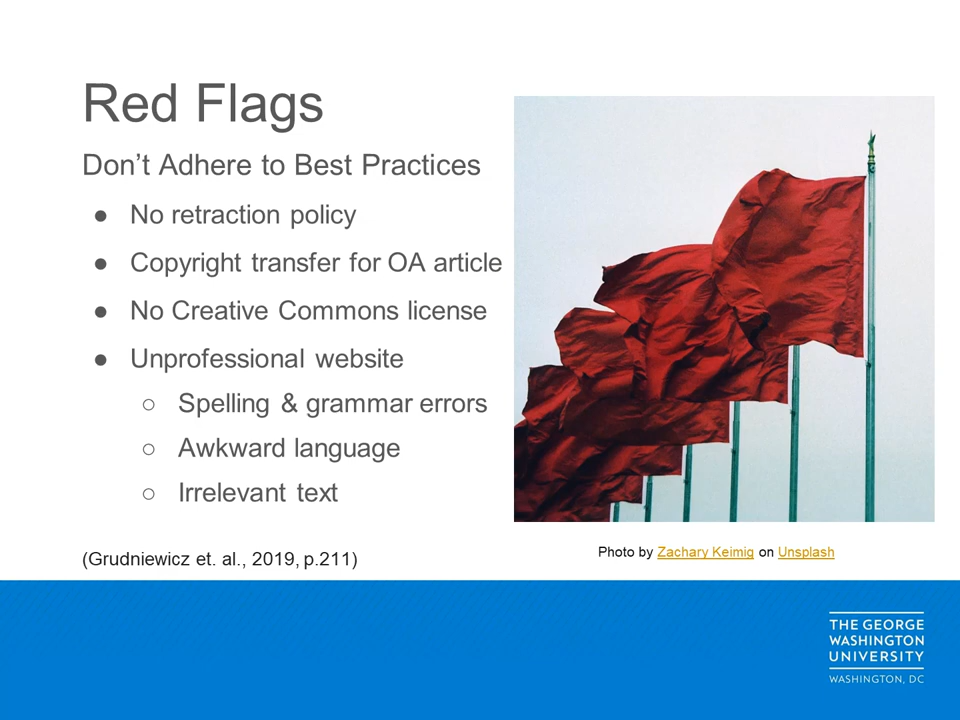 Red Flags
Don’t Adhere to Best Practices
● No retraction policy
● Copyright transfer for OA article
● No Creative Commons license
● Unprofessional website
○ Spelling & grammar errors
○ Awkward language
○ Irrelevant text
(Grudniewicz et. al., 2019, p.211)
Photo by Zachary Keimig on Unsplash
THE GEORGE
WASHINGTON
UNIVERSITY
WASHINGTON, DC